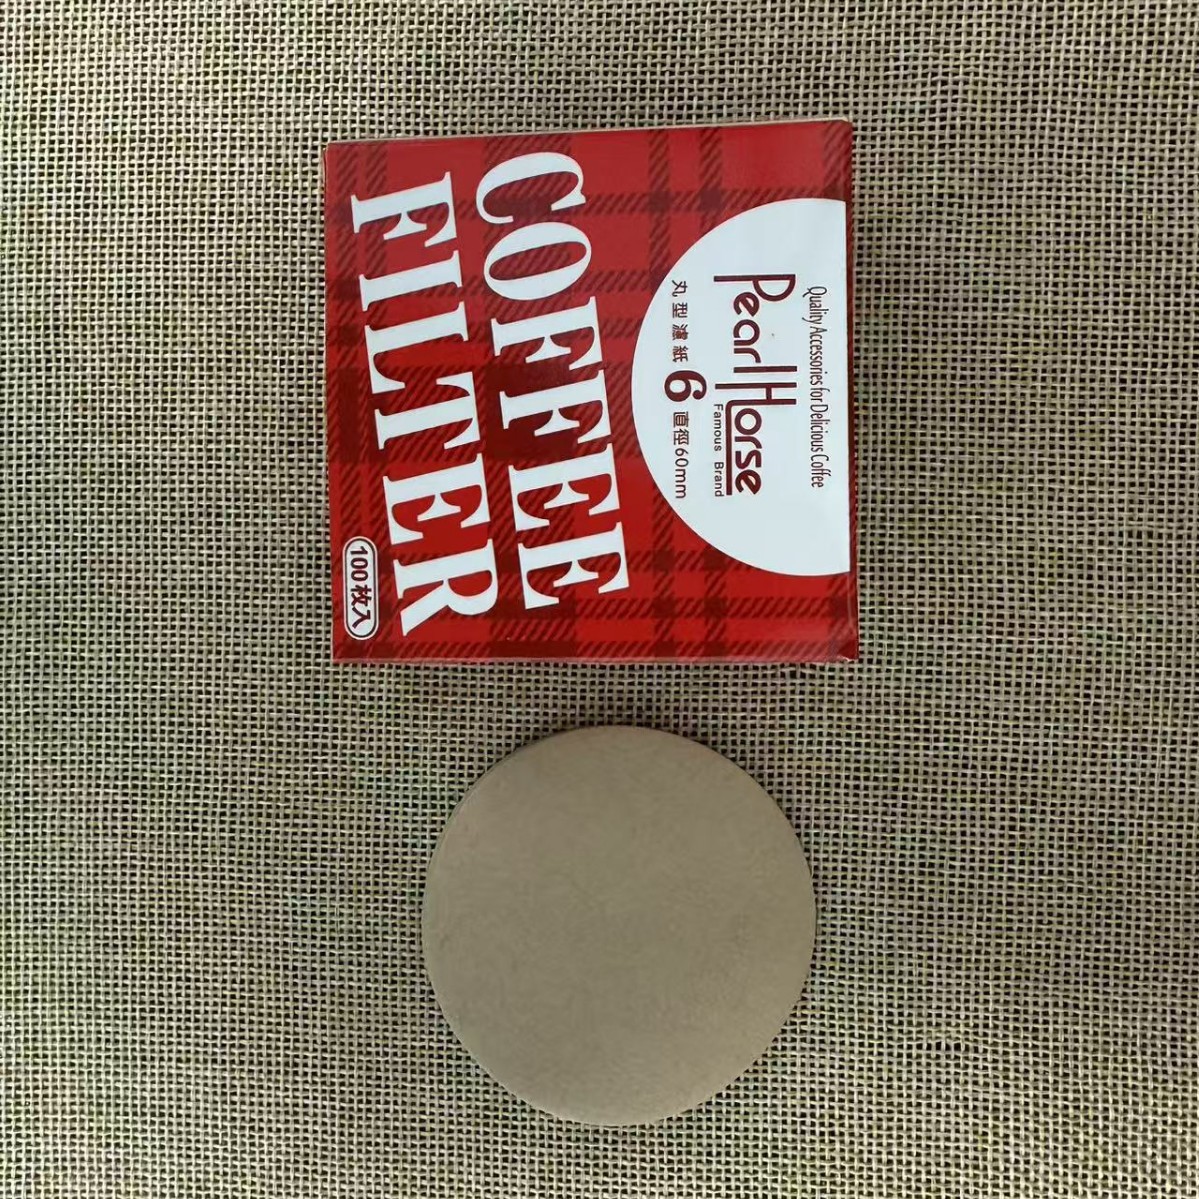 Quality Accessories for Delicious Coffee
Pearl Horse
Famous Brand
丸型濾紙 6 直徑60mm
COFFEE
FILTER
100枚入